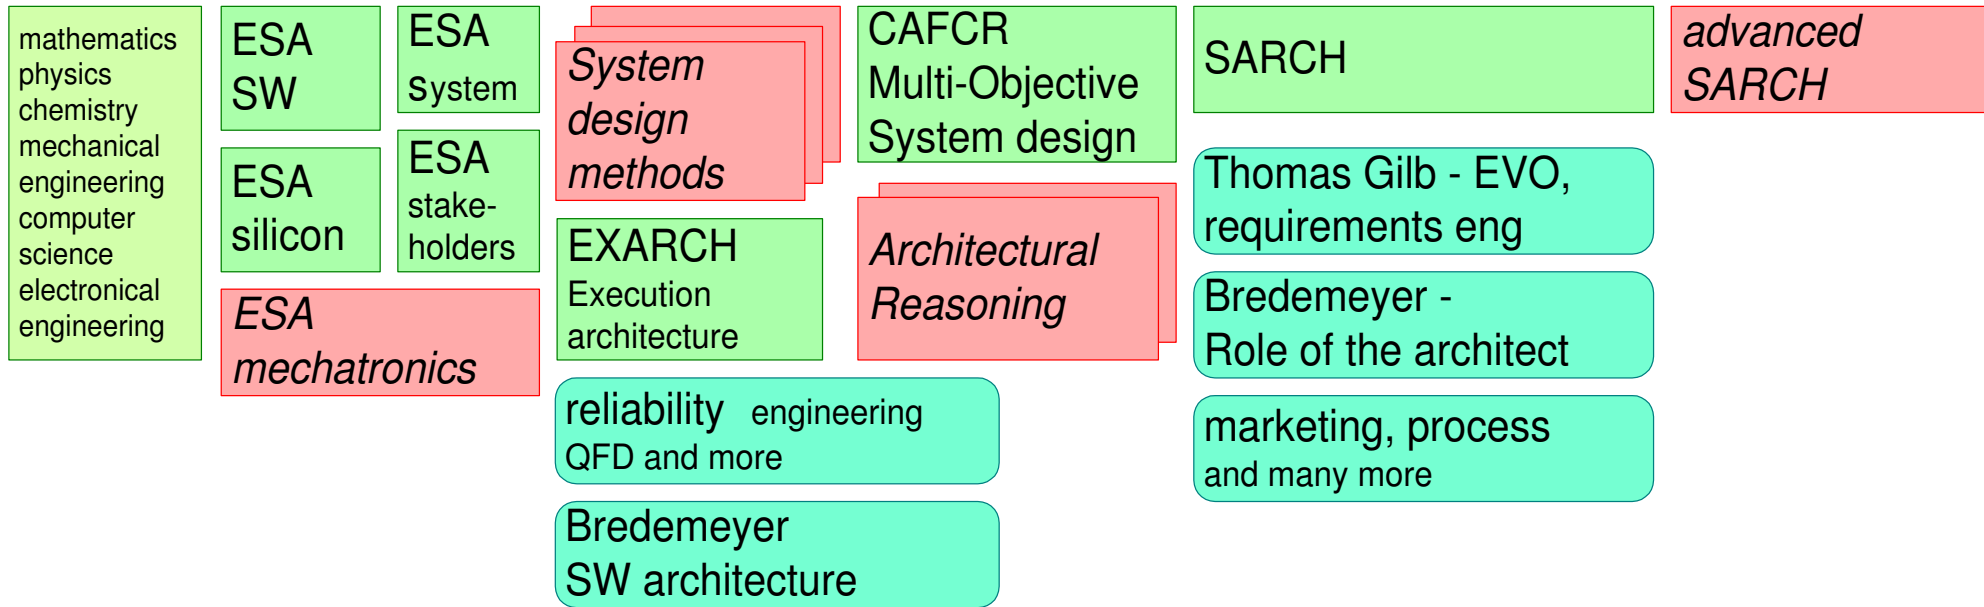 mathematics
physics
chemistry
mechanical
engineering
computer
science
electronical
engineering
ESA
SW
ESA
silicon
ESA
system
ESA
stake-
holders
ESA
mechatronics
System
design
methods
EXARCH
Execution
architecture
reliability engineering
QFD and more
Bredemeyer
SW architecture
CAFCR
Multi-Objective
System design
Architectural
Reasoning
SARCH
Thomas Gilb - EVO,
requirements eng
Bredemeyer -
Role of the architect
marketing, process
and many more
advanced
SARCH